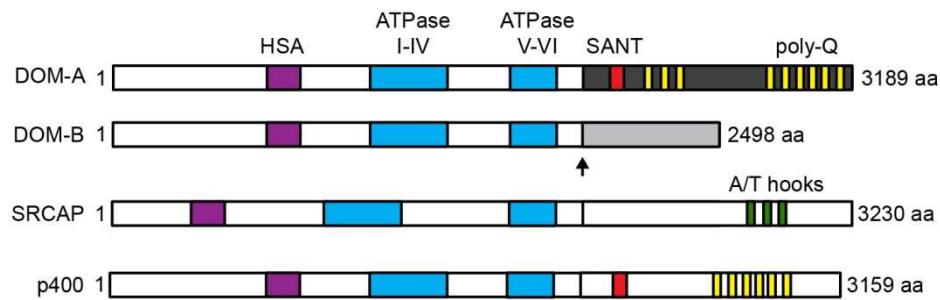 ATPase ATPase
HSA I-IV V-VI SANT poly-Q
DOM-A 1 3189 aa
DOM-B 1 2498 aa
A/T hooks
SRCAP 1 3230 aa
p400 1 3159 aa